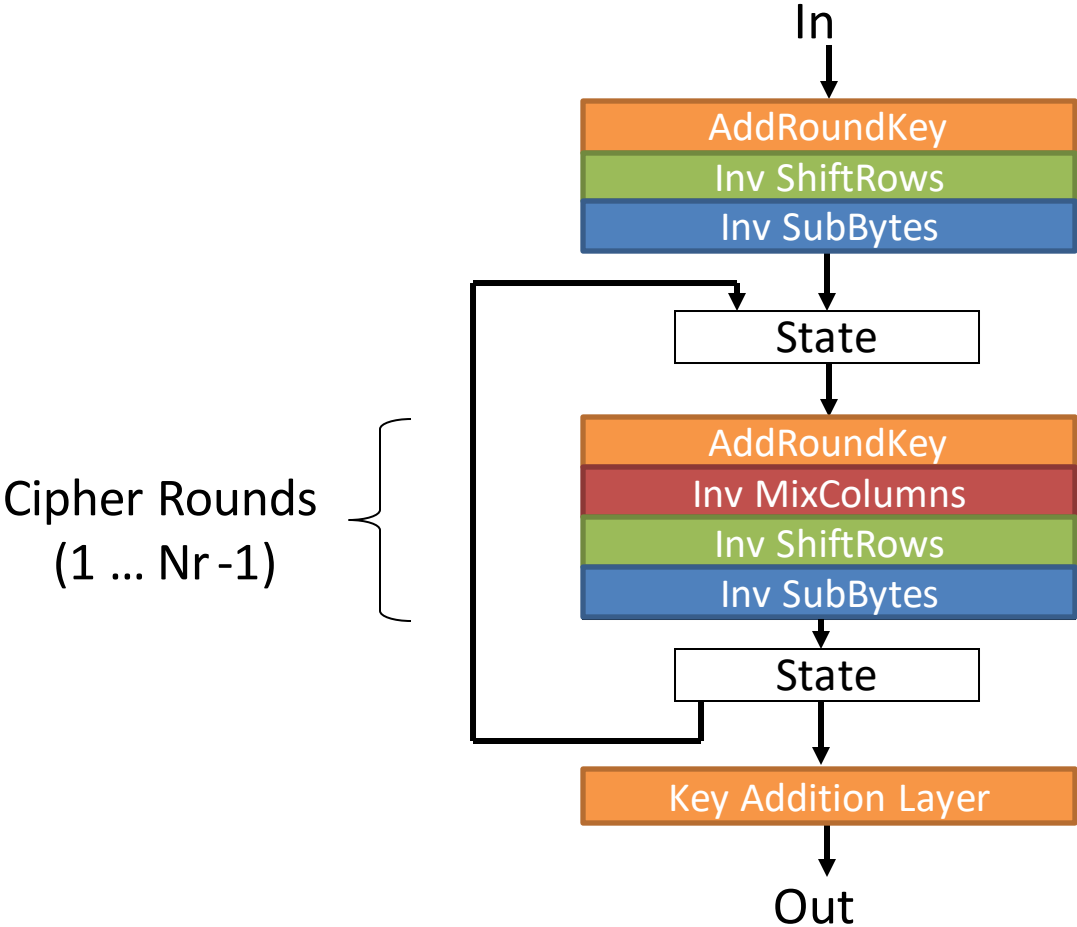 In
AddRoundKey
Inv ShiftRows
Inv SubBytes
State
AddRoundKey
Inv MixColumns
Inv ShiftRows
Inv SubBytes
Cipher Rounds
(1 ... Nr -1)
State
Key Addition Layer
Out